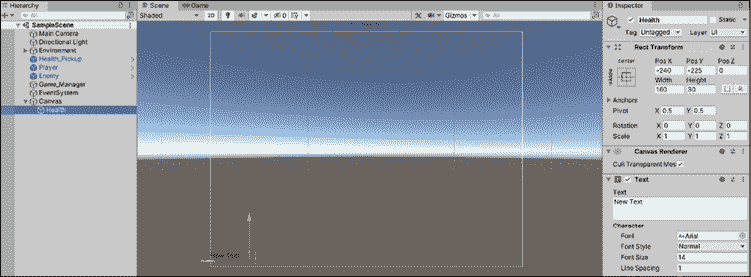 Hierarchy
All
SampleScene
Main Camera
Directional Light
Environment
Health_Pickup
Player
Enemy
Game_Manager
EventSystem
Canvas
Health
Scene
Game
Shaded
2D
0
Gizmos
All
New Text
Inspector
Health
Static
Tag Untagged Layer UI
Rect Transform
center
middle
Pos X Pos Y Pos Z
-240 -225 0
Width Height
160 30
R
Anchors
Pivot X 0.5 Y 0.5
Rotation X 0 Y 0 Z 0
Scale X 1 Y 1 Z 1
Canvas Renderer
Cull Transparent Mes
Text
Text
New Text
Character
Font Arial
Font Style Normal
Font Size 14
Line Spacing 1